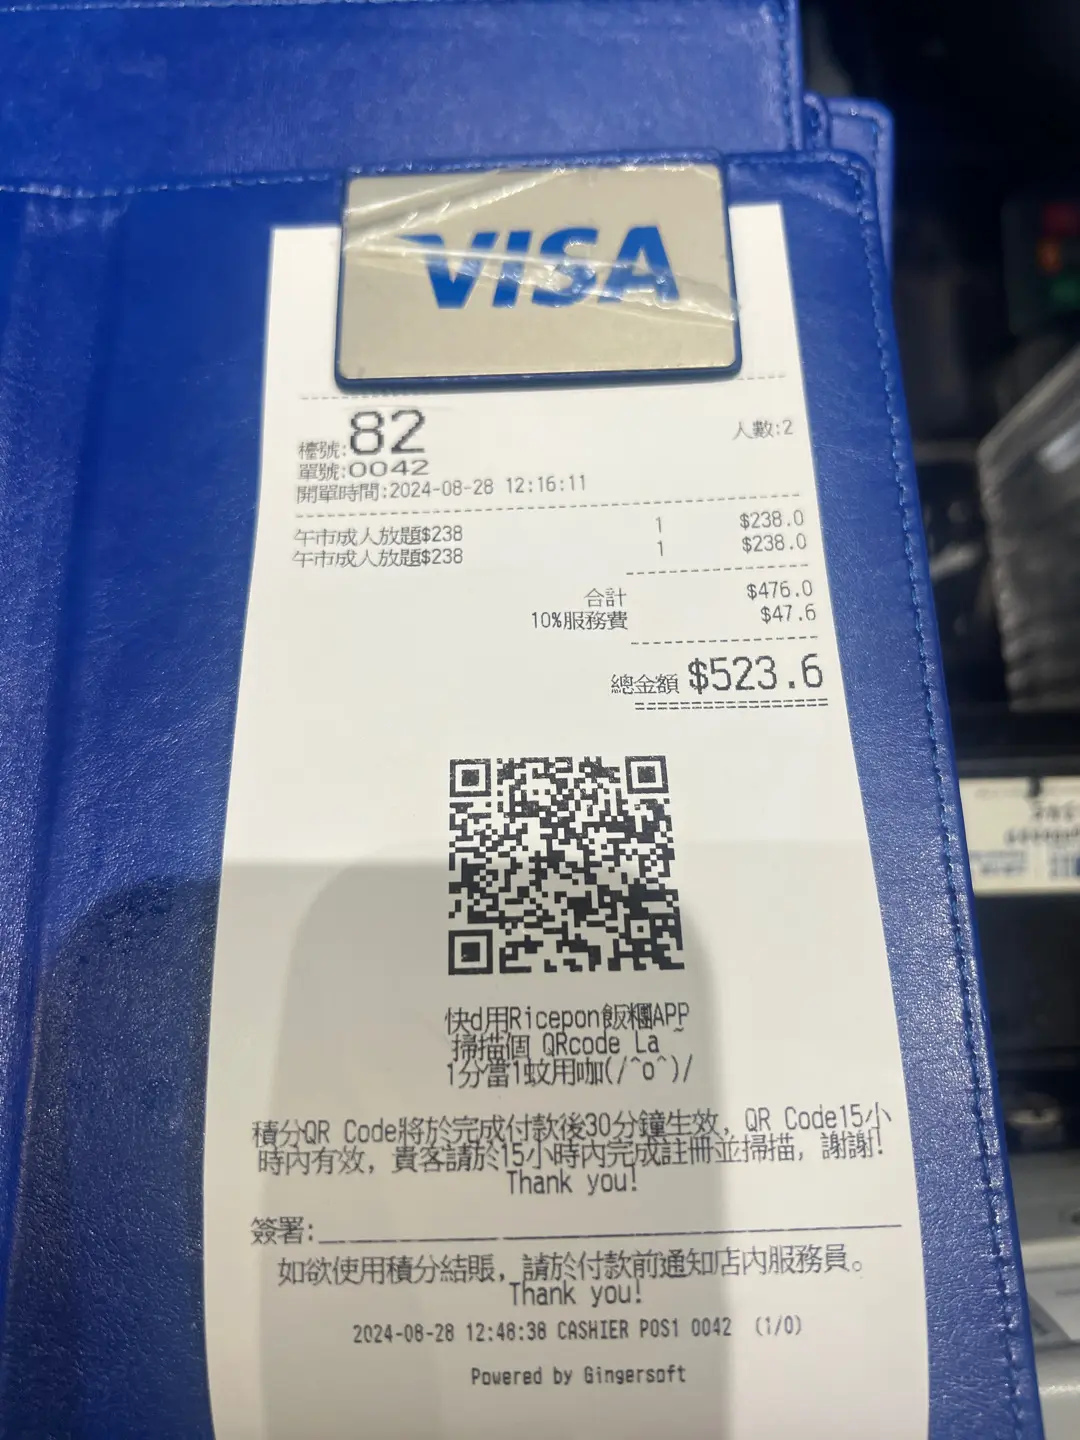 VISA
檯號:82
人數:2
單號:0042
開單時間:2024-08-28 12:16:11
午市成人放題$238 1 $238.0
午市成人放題$238 1 $238.0
合計 $476.0
10%服務費 $47.6
總金額 $523.6
快d用Ricepon飯糰APP
掃描個 QRcode La ~
1分當1蚊用咖(/^o^)/
積分QR Code將於完成付款後30分鐘生效, QR Code15小
時內有效, 貴客請於15小時內完成註冊並掃描, 謝謝!
Thank you!
簽署:
如欲使用積分結賬, 請於付款前通知店內服務員。
Thank you!
2024-08-28 12:48:38 CASHIER POS1 0042 (1/0)
Powered by Gingersoft